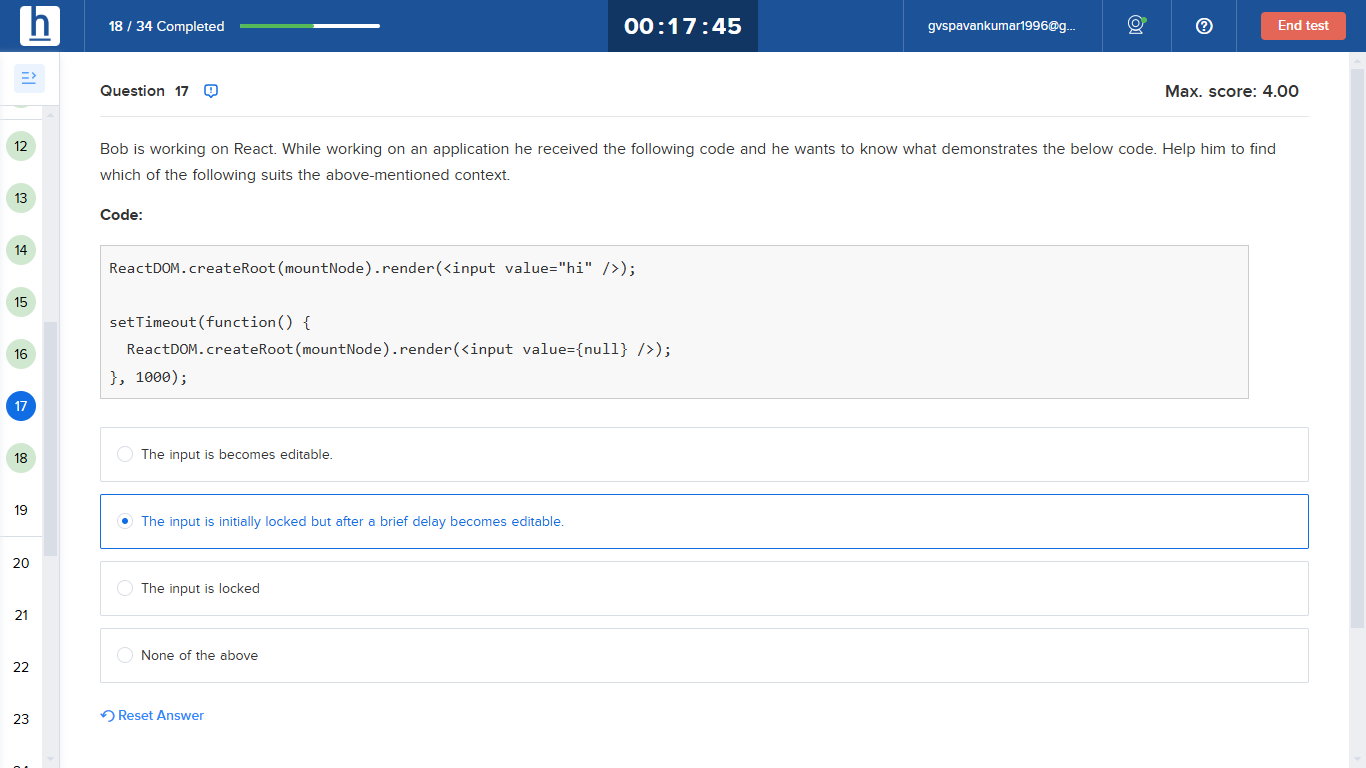 h
18 / 34 Completed
00:17:45
gvspavankumar1996@g...
End test
Question 17
Max. score: 4.00
Bob is working on React. While working on an application he received the following code and he wants to know what demonstrates the below code. Help him to find
which of the following suits the above-mentioned context.
Code:
ReactDOM.createRoot(mountNode).render(<input value="hi" />);
setTimeout(function() {
  ReactDOM.createRoot(mountNode).render(<input value={null} />);
}, 1000);
The input is becomes editable.
The input is initially locked but after a brief delay becomes editable.
The input is locked
None of the above
Reset Answer
12
13
14
15
16
17
18
19
20
21
22
23